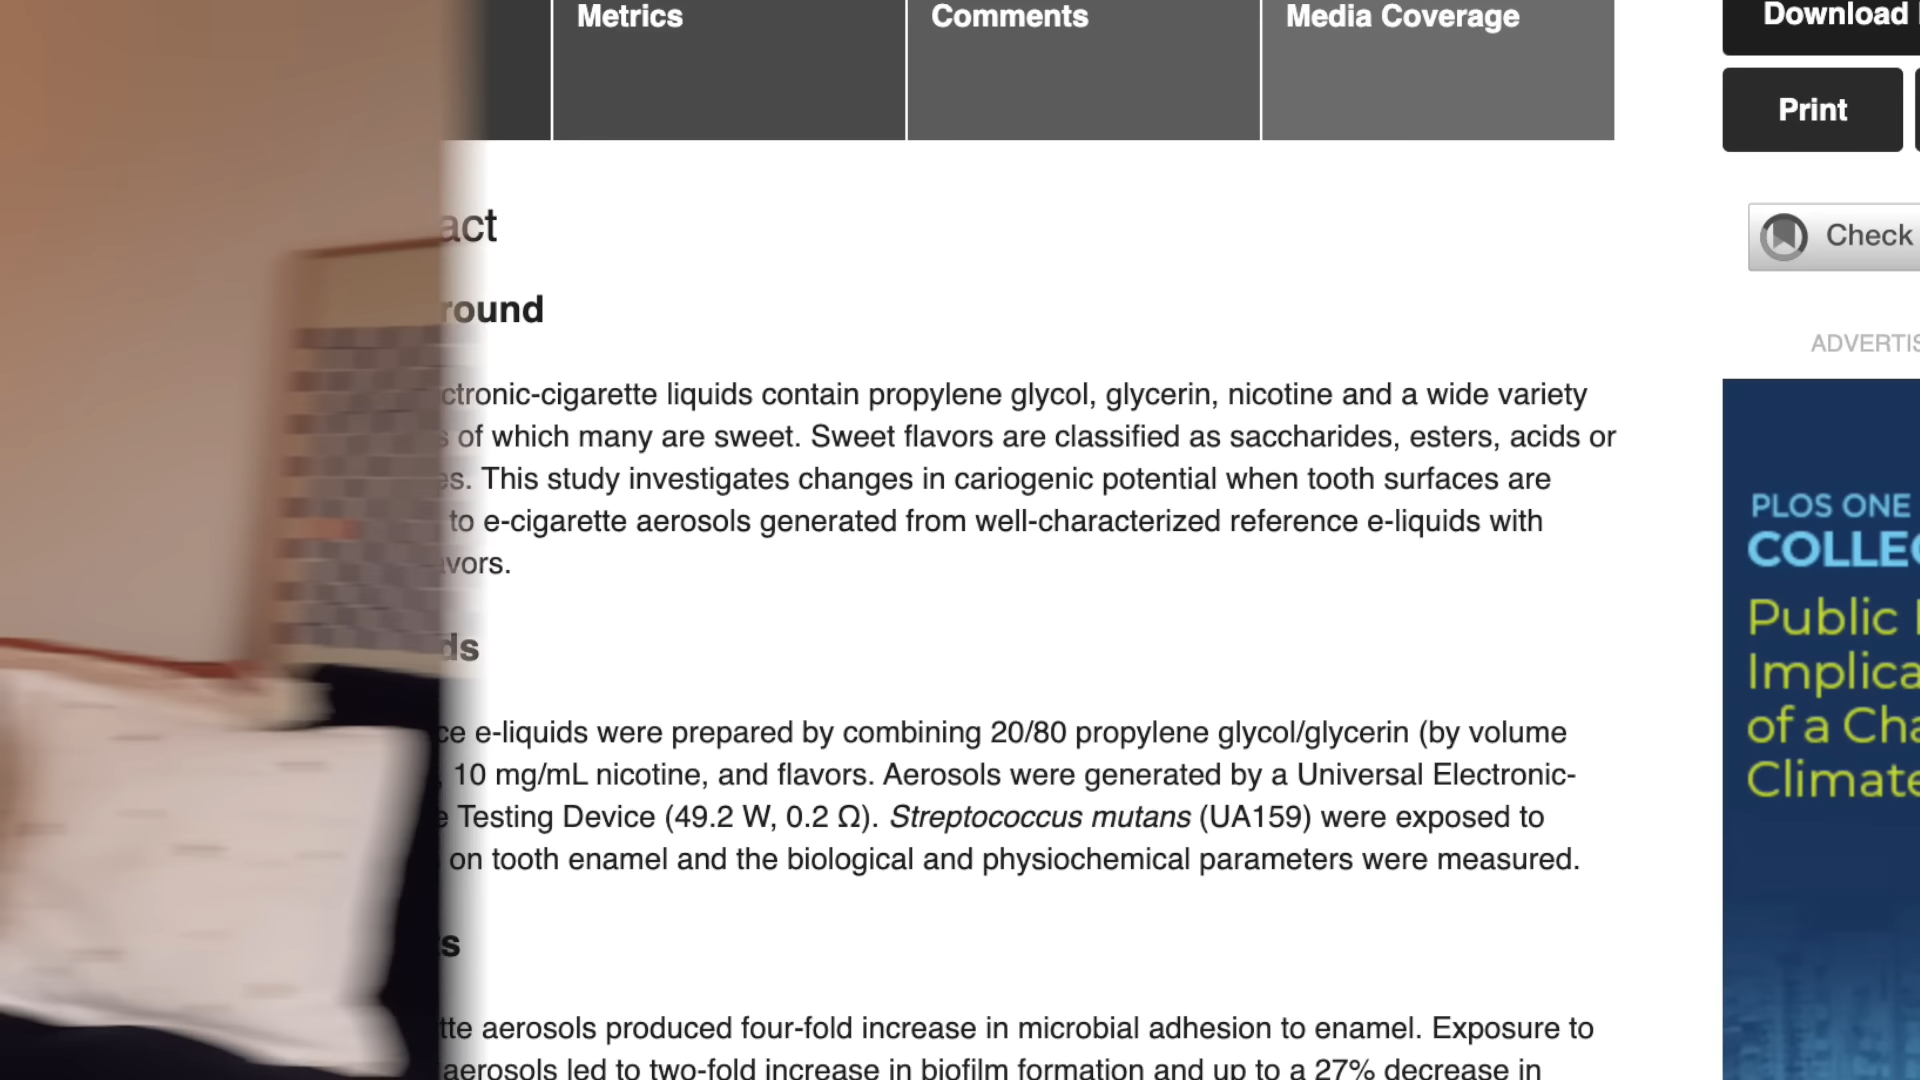 Metrics
Comments
Media Coverage
Download
Print
Check
act
round
ADVERTIS
ctronic-cigarette liquids contain propylene glycol, glycerin, nicotine and a wide variety
s of which many are sweet. Sweet flavors are classified as saccharides, esters, acids or
es. This study investigates changes in cariogenic potential when tooth surfaces are
to e-cigarette aerosols generated from well-characterized reference e-liquids with
avors.
ds
ce e-liquids were prepared by combining 20/80 propylene glycol/glycerin (by volume
, 10 mg/mL nicotine, and flavors. Aerosols were generated by a Universal Electronic-
e Testing Device (49.2 W, 0.2 Ω). Streptococcus mutans (UA159) were exposed to
on tooth enamel and the biological and physiochemical parameters were measured.
ts
tte aerosols produced four-fold increase in microbial adhesion to enamel. Exposure to
aerosols led to two-fold increase in biofilm formation and up to a 27% decrease in
PLOS ONE
COLLEC
Public
Implica
of a Cha
Climate